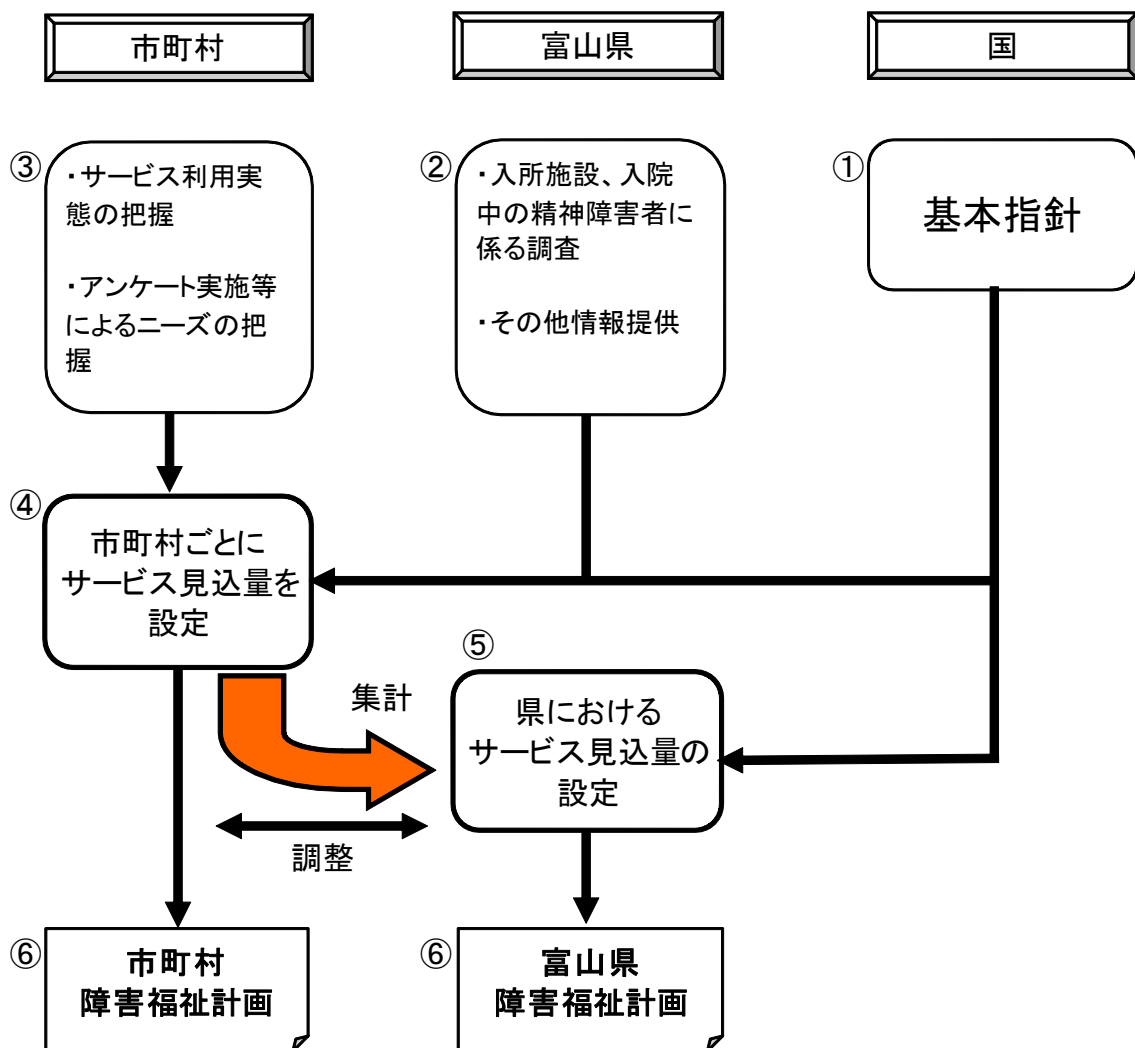 市町村
富山県
国
③
・サービス利用実
態の把握
・アンケート実施等
によるニーズの把
握
②
・入所施設、入院
中の精神障害者に
係る調査
・その他情報提供
①
基本指針
④
市町村ごとに
サービス見込量を
設定
集計
調整
⑤
県における
サービス見込量の
設定
⑥
市町村
障害福祉計画
⑥
富山県
障害福祉計画